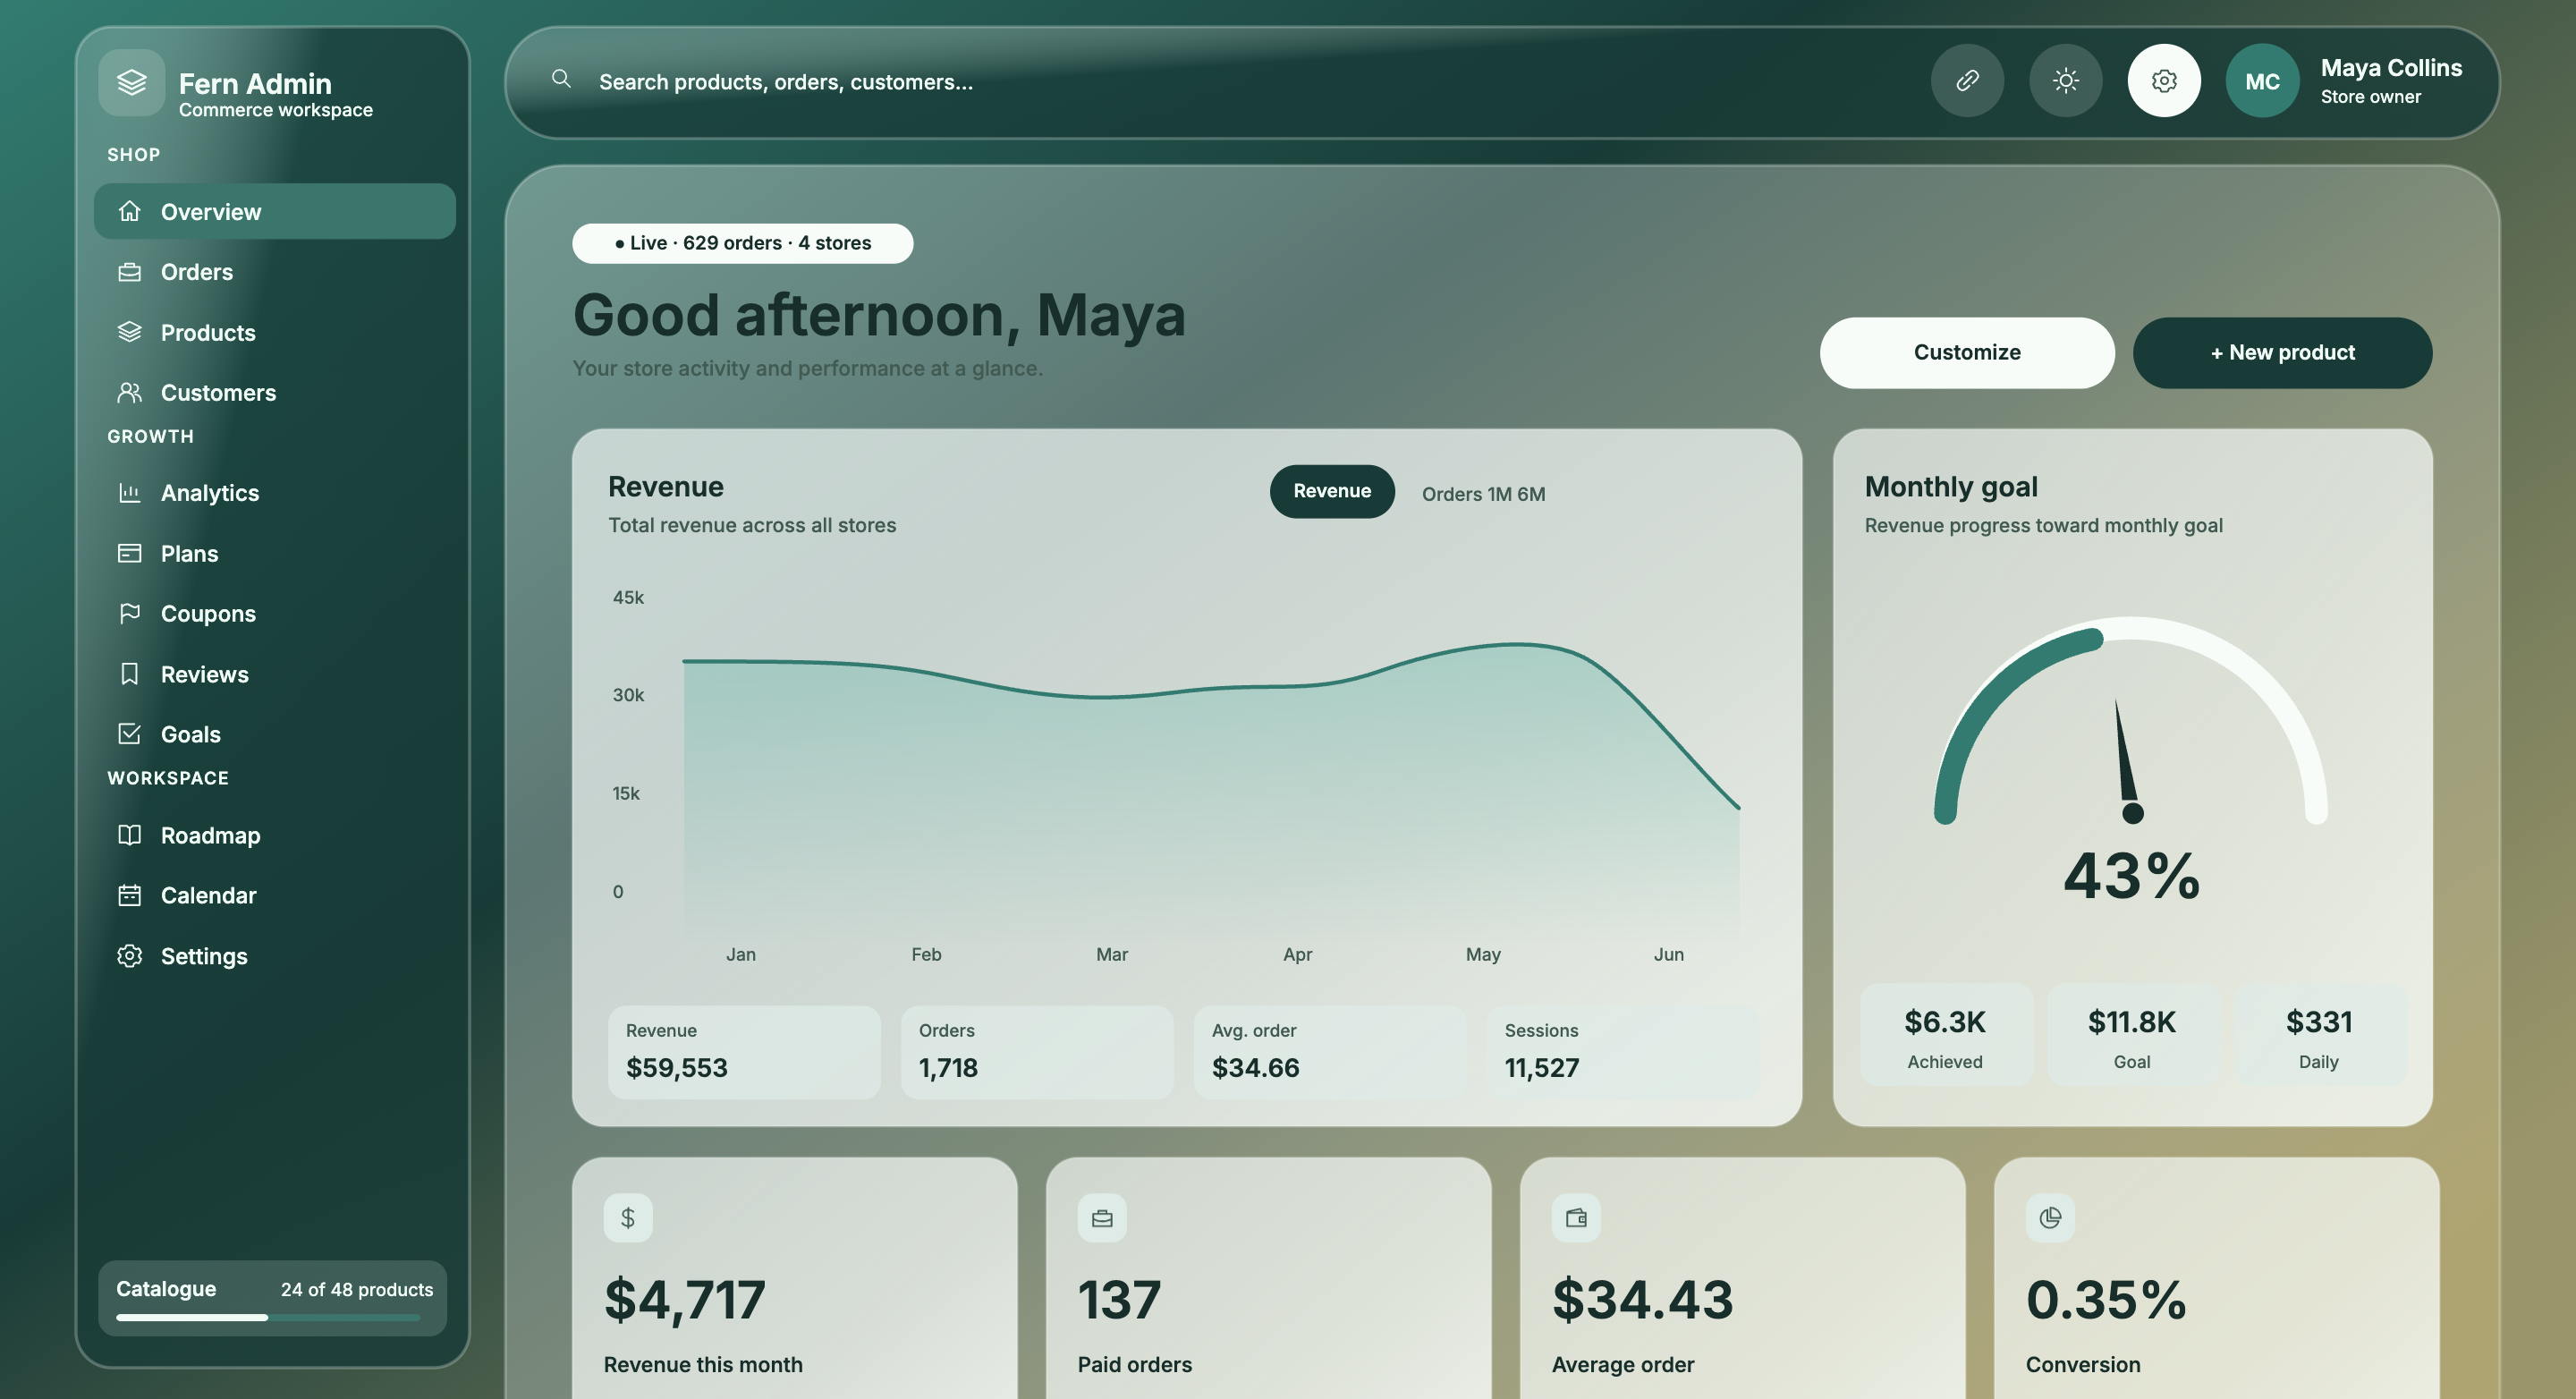 Fern Admin
Commerce workspace
SHOP
Overview
Orders
Products
Customers
GROWTH
Analytics
Plans
Coupons
Reviews
Goals
WORKSPACE
Roadmap
Calendar
Settings
Catalogue 24 of 48 products
Search products, orders, customers...
MC
Maya Collins
Store owner
● Live · 629 orders · 4 stores
Good afternoon, Maya
Your store activity and performance at a glance.
Customize
+ New product
Revenue
Total revenue across all stores
Revenue Orders 1M 6M
45k
30k
15k
0
Jan Feb Mar Apr May Jun
Revenue
$59,553
Orders
1,718
Avg. order
$34.66
Sessions
11,527
Monthly goal
Revenue progress toward monthly goal
43%
$6.3K
Achieved
$11.8K
Goal
$331
Daily
$4,717
Revenue this month
137
Paid orders
$34.43
Average order
0.35%
Conversion